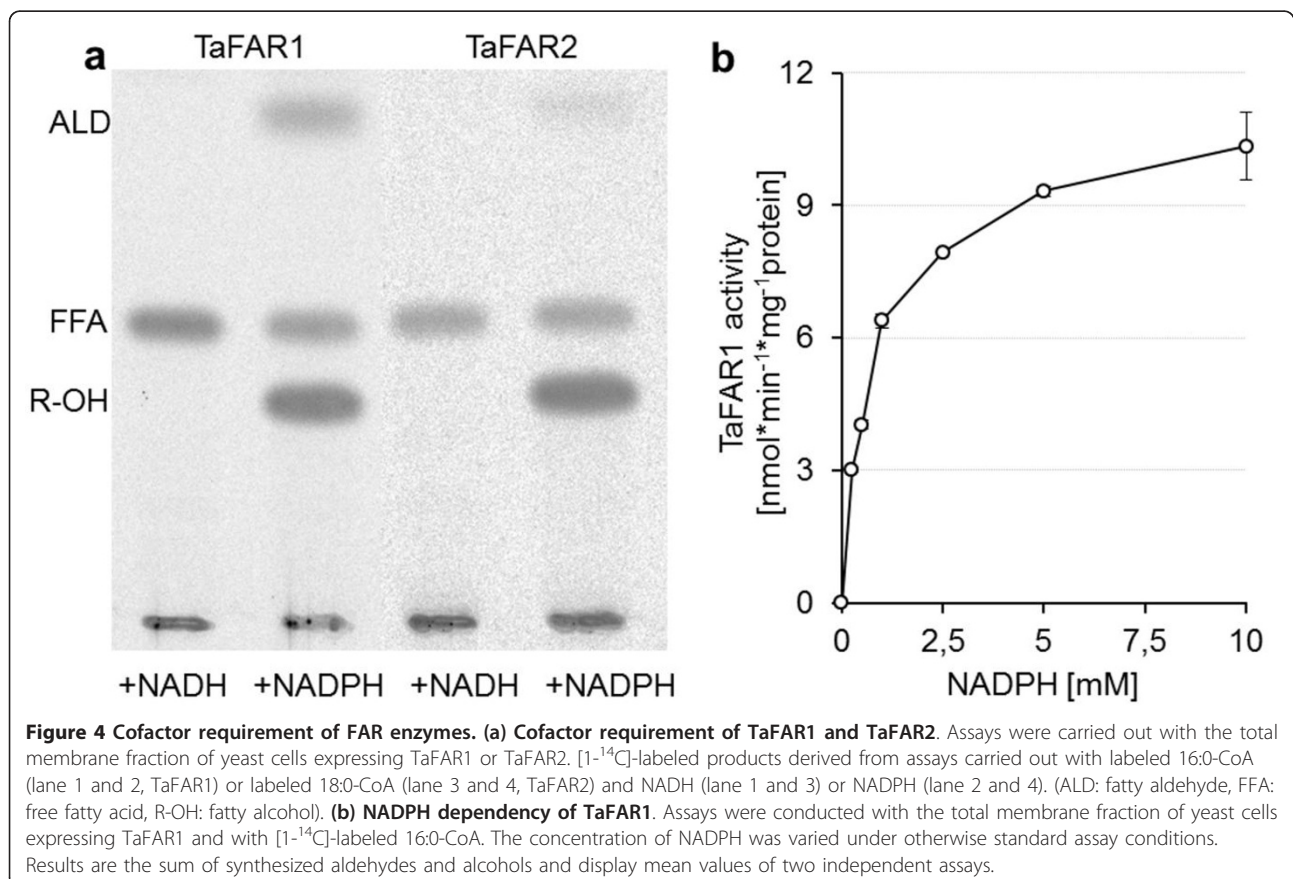 a
TaFAR1 TaFAR2
ALD
FFA
R-OH
+NADH +NADPH +NADH +NADPH
b
12
9
6
3
0
TaFAR1 activity
[nmol*min⁻¹*mg⁻¹protein]
0 2,5 5 7,5 10
NADPH [mM]
Figure 4 Cofactor requirement of FAR enzymes. (a) Cofactor requirement of TaFAR1 and TaFAR2. Assays were carried out with the total
membrane fraction of yeast cells expressing TaFAR1 or TaFAR2. [1-¹⁴C]-labeled products derived from assays carried out with labeled 16:0-CoA
(lane 1 and 2, TaFAR1) or labeled 18:0-CoA (lane 3 and 4, TaFAR2) and NADH (lane 1 and 3) or NADPH (lane 2 and 4). (ALD: fatty aldehyde, FFA:
free fatty acid, R-OH: fatty alcohol). (b) NADPH dependency of TaFAR1. Assays were conducted with the total membrane fraction of yeast cells
expressing TaFAR1 and with [1-¹⁴C]-labeled 16:0-CoA. The concentration of NADPH was varied under otherwise standard assay conditions.
Results are the sum of synthesized aldehydes and alcohols and display mean values of two independent assays.